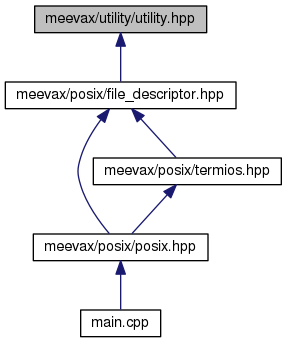 meevax/utility/utility.hpp
meevax/posix/file_descriptor.hpp
meevax/posix/termios.hpp
meevax/posix/posix.hpp
main.cpp